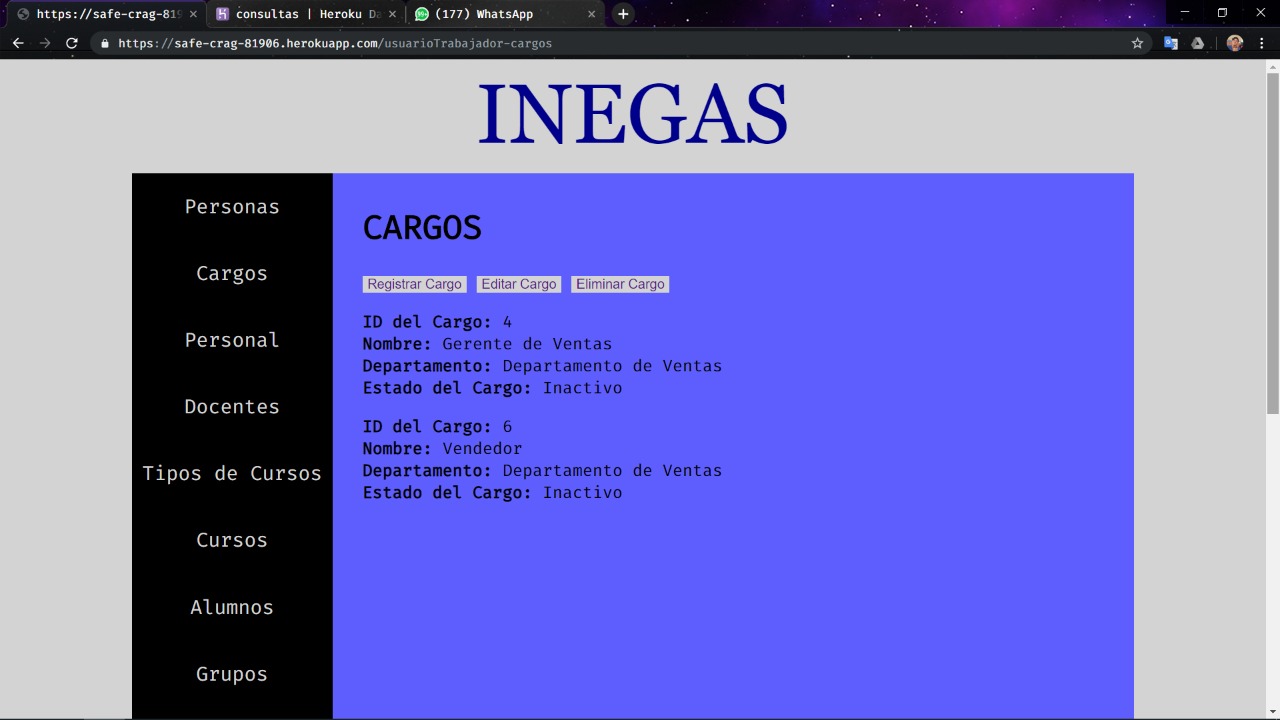 https://safe-crag-819
consultas | Heroku Da
(177) WhatsApp
https://safe-crag-81906.herokuapp.com/usuarioTrabajador-cargos
INEGAS
Personas
Cargos
Personal
Docentes
Tipos de Cursos
Cursos
Alumnos
Grupos
CARGOS
Registrar Cargo Editar Cargo Eliminar Cargo
ID del Cargo: 4
Nombre: Gerente de Ventas
Departamento: Departamento de Ventas
Estado del Cargo: Inactivo
ID del Cargo: 6
Nombre: Vendedor
Departamento: Departamento de Ventas
Estado del Cargo: Inactivo